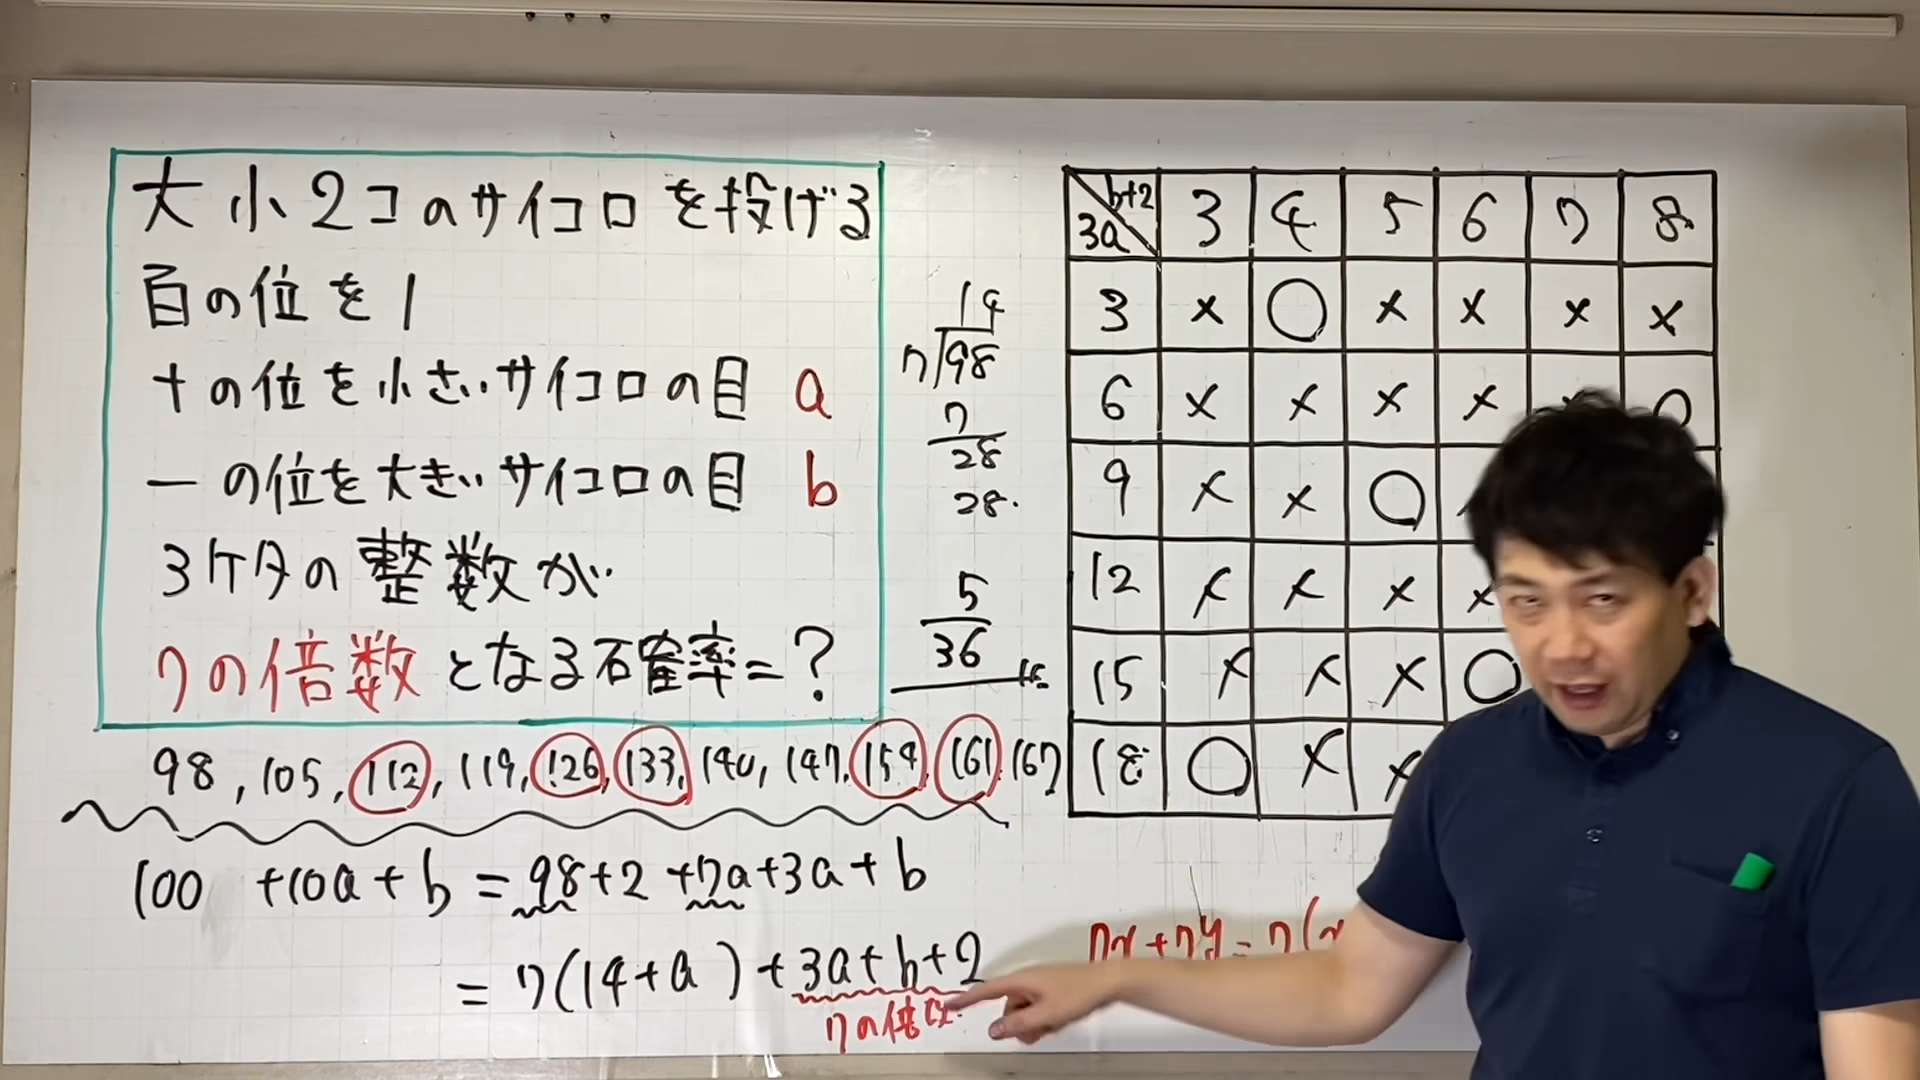 大小2コのサイコロを投げる
百の位を1
十の位を小さいサイコロの目 a
一の位を大きいサイコロの目 b
3ケタの整数が
7の倍数となる確率=?
98, 105, 112, 119, 126, 133, 140, 147, 154, 161, 167
100 +10a+b = 98+2+7a+3a+b
= 7(14+a)+3a+b+2
7の倍数
14
7)98
7
28
28
5/36
b+2 3 4 5 6 7 8
3a
3 × ○ × × × ×
6 × × × × × ○
9 × × ○
12 × × × ×
15 × × × ○
18 ○ × ×
7x+7y=7(x